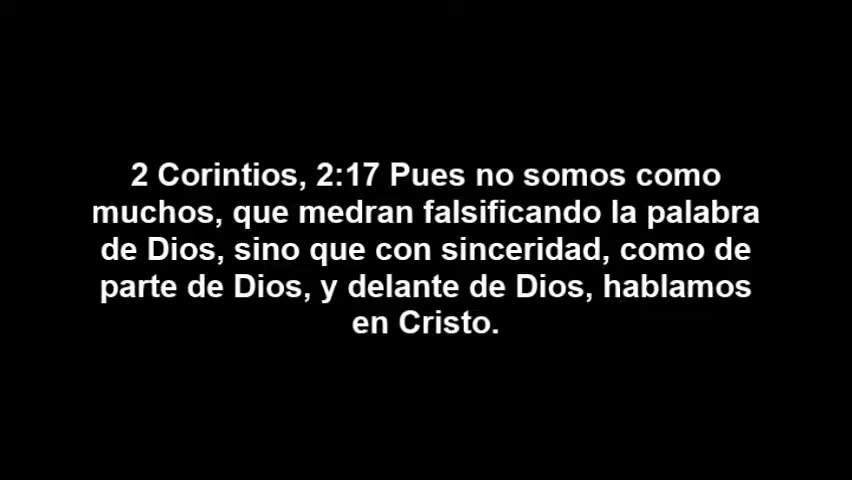 2 Corintios, 2:17 Pues no somos como
muchos, que medran falsificando la palabra
de Dios, sino que con sinceridad, como de
parte de Dios, y delante de Dios, hablamos
en Cristo.